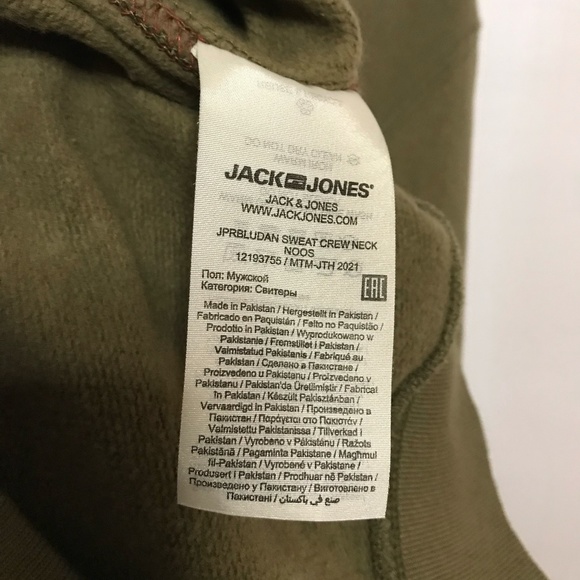 JACK JONES®
JACK & JONES
WWW.JACKJONES.COM
JPRBLUDAN SWEAT CREW NECK
NOOS
12193755 / MTM-JTH 2021
Пол: Мужской
Категория: Свитеры
EAC
Made in Pakistan / Hergestellt in Pakistan /
Fabricado en Paquistán / Feito no Paquistão /
Prodotto in Pakistan / Wyprodukowano w
Pakistanie / Fremstillet i Pakistan /
Valmistatud Pakistanis / Fabriqué au
Pakistan / Сделано в Пакистане /
Proizvedeno u Pakistanu / Proizvedeno v
Pakistanu / Pakistan'da Üretilmiştir / Fabricat
în Pakistan / Készült Pakisztánban /
Vervaardigd in Pakistan / Произведено в
Пакистан / Παράγεται σε Πακιστάν /
Valmistettu Pakistanissa / Tillverkad i
Pakistan / Vyrobeno v Pákistánu / Ražots
Pakistānā / Pagaminta Pakistane / Magħmul
fil-Pakistan / Vyrobené v Pakistane /
Produsert i Pakistan / Prodhuar në Pakistan /
Произведено у Пакистану / Виготовлено в
Пакистані / صنع في باكستان